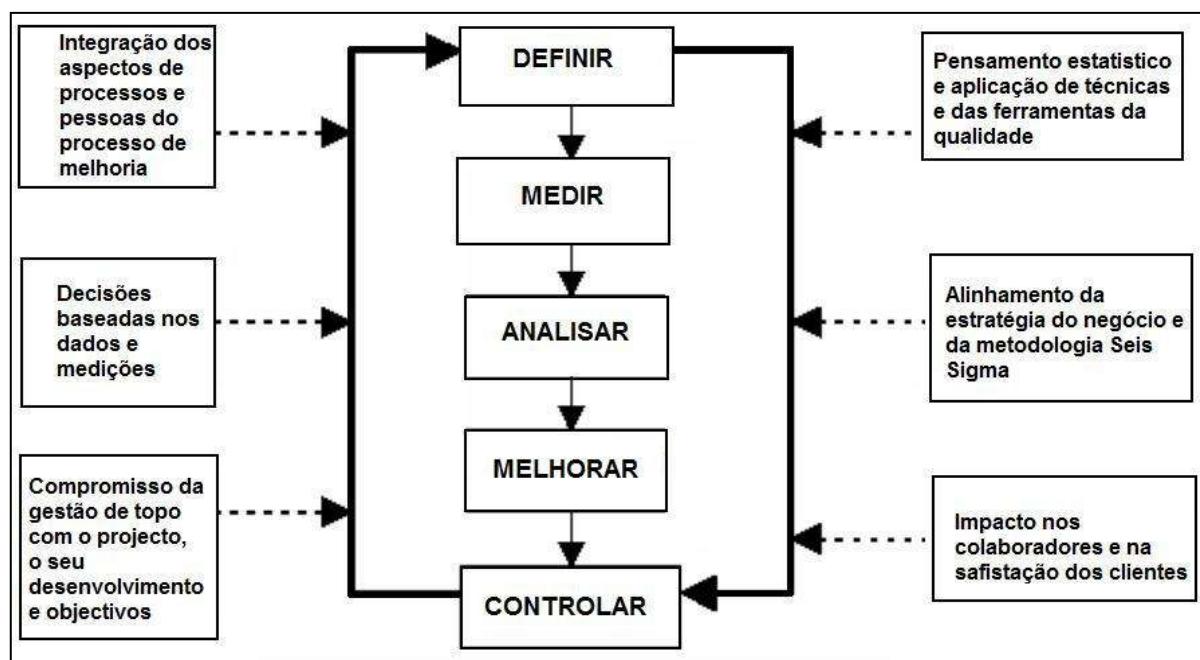 Integração dos
aspectos de
processos e
pessoas do
processo de
melhoria
Decisões
baseadas nos
dados e
medições
Compromisso da
gestão de topo
com o projecto,
o seu
desenvolvimento
e objectivos
DEFINIR
MEDIR
ANALISAR
MELHORAR
CONTROLAR
Pensamento estatistico
e aplicação de técnicas
e das ferramentas da
qualidade
Alinhamento da
estratégia do negócio e
da metodologia Seis
Sigma
Impacto nos
colaboradores e na
safistação dos clientes